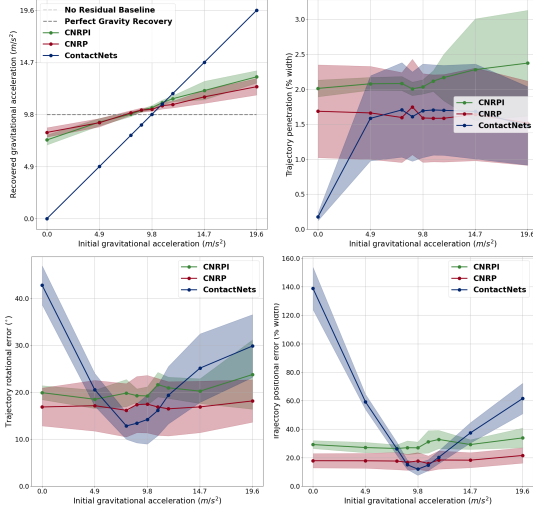 No Residual Baseline
Perfect Gravity Recovery
CNRPI
CNRP
ContactNets
Recovered gravitational acceleration (m/s²)
19.6
14.7
9.8
4.9
0.0
0.0 4.9 9.8 14.7 19.6
Initial gravitational acceleration (m/s²)
Trajectory penetration (% width)
3.0
2.0
1.0
0.0
CNRPI
CNRP
ContactNets
0.0 4.9 9.8 14.7 19.6
Initial gravitational acceleration (m/s²)
Trajectory rotational error (°)
40.0
30.0
20.0
10.0
0.0
CNRPI
CNRP
ContactNets
0.0 4.9 9.8 14.7 19.6
Initial gravitational acceleration (m/s²)
Trajectory positional error (% width)
160.0
140.0
120.0
100.0
80.0
60.0
40.0
20.0
0.0
CNRPI
CNRP
ContactNets
0.0 4.9 9.8 14.7 19.6
Initial gravitational acceleration (m/s²)